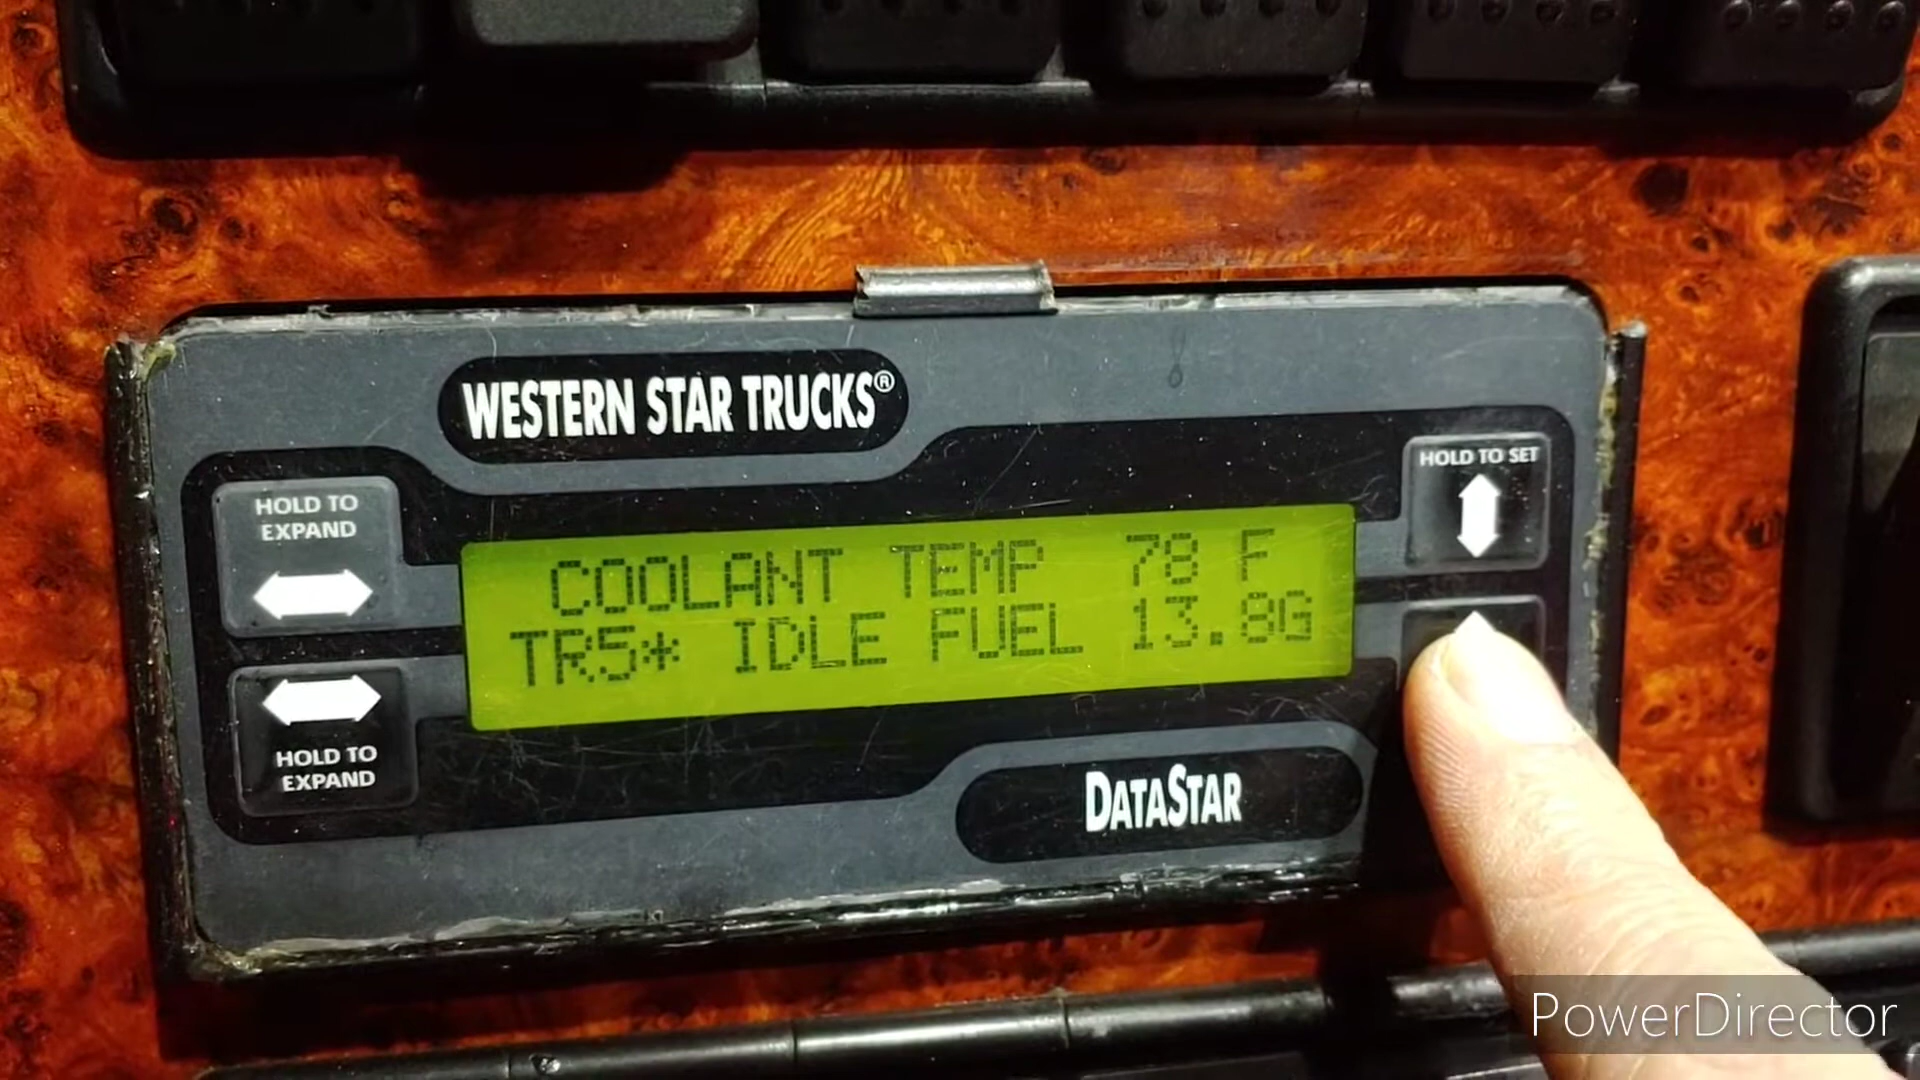 WESTERN STAR TRUCKS®
HOLD TO
EXPAND
HOLD TO SET
COOLANT TEMP 78 F
TR5* IDLE FUEL 13.8G
HOLD TO
EXPAND
DATASTAR
PowerDirector